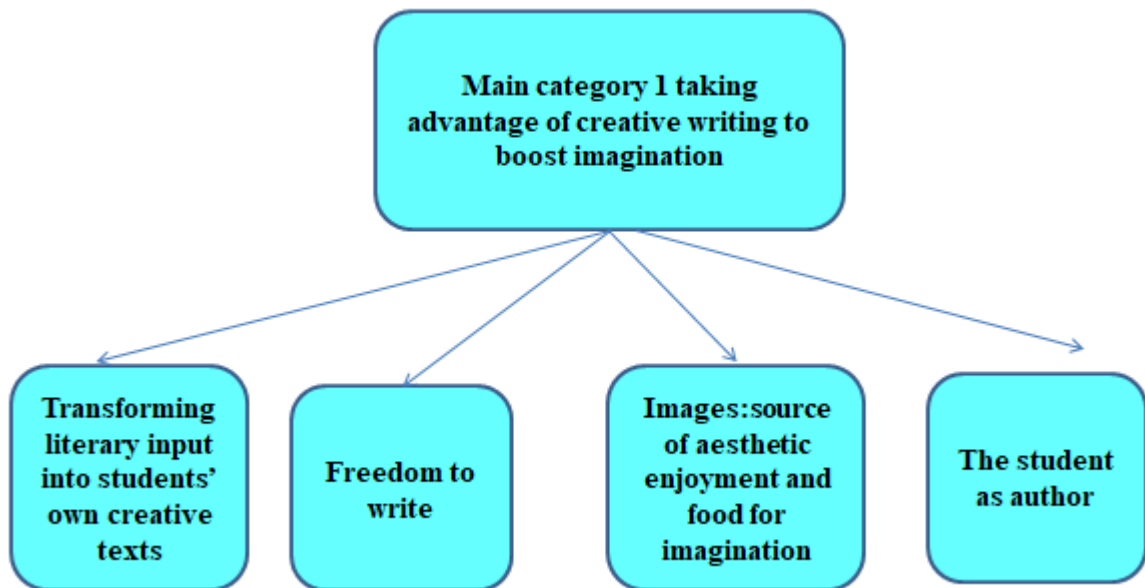 Main category 1 taking
advantage of creative writing to
boost imagination
Transforming
literary input
into students’
own creative
texts
Freedom to
write
Images:source
of aesthetic
enjoyment and
food for
imagination
The student
as author